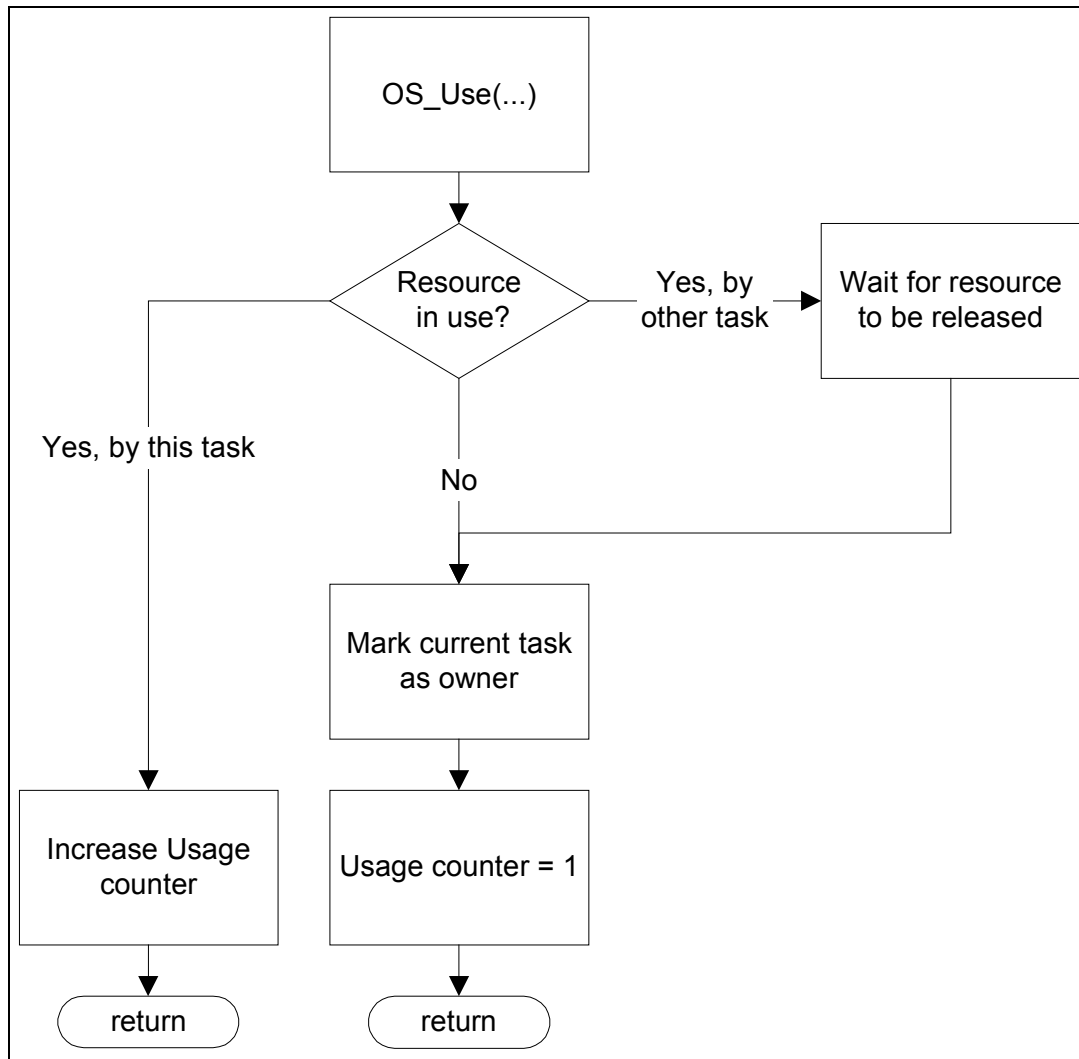 OS_Use(...)
Resource
in use?
Yes, by
other task
Wait for resource
to be released
Yes, by this task
No
Mark current task
as owner
Increase Usage
counter
Usage counter = 1
return
return